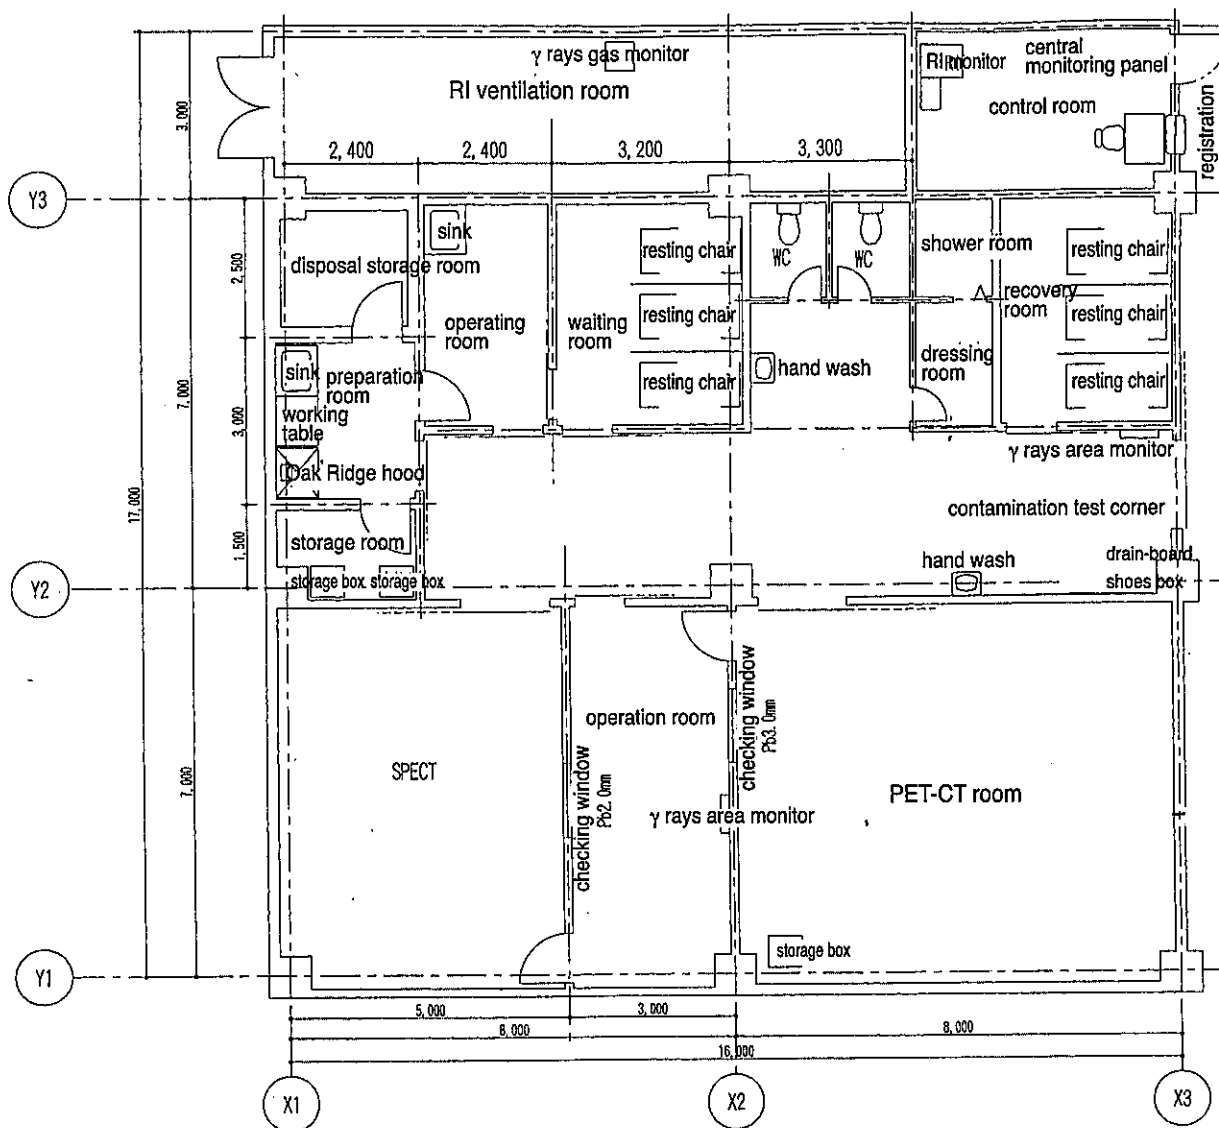 γ rays gas monitor
RI ventilation room
RI monitor
central
monitoring panel
control room
registration
3,000
2,400
2,400
3,200
3,300
Y3
sink
disposal storage room
operating
room
waiting
room
resting chair
resting chair
resting chair
WC
WC
hand wash
shower room
recovery
room
dressing
room
resting chair
resting chair
resting chair
2,500
7,000
3,000
17,000
1,500
sink
preparation
room
working
table
Oak Ridge hood
storage room
storage box
storage box
γ rays area monitor
contamination test corner
hand wash
drain-board
shoes box
Y2
7,000
SPECT
checking window
Pb2.0mm
operation room
checking window
Pb3.0mm
γ rays area monitor
PET-CT room
storage box
Y1
5,000
3,000
8,000
16,000
X1
X2
X3